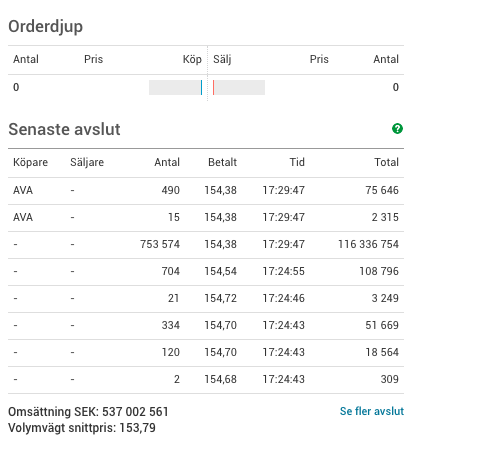 Orderdjup
Antal Pris Köp Sälj Pris Antal
0 0
Senaste avslut ?
Köpare Säljare Antal Betalt Tid Total
AVA - 490 154,38 17:29:47 75 646
AVA - 15 154,38 17:29:47 2 315
- - 753 574 154,38 17:29:47 116 336 754
- - 704 154,54 17:24:55 108 796
- - 21 154,72 17:24:46 3 249
- - 334 154,70 17:24:43 51 669
- - 120 154,70 17:24:43 18 564
- - 2 154,68 17:24:43 309
Omsättning SEK: 537 002 561 Se fler avslut
Volymvägt snittpris: 153,79